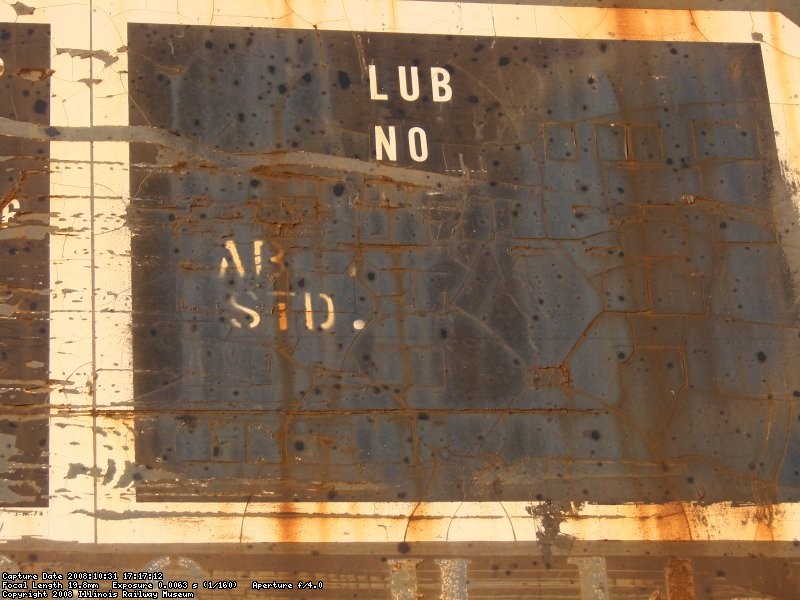 LUB
NO
AB
STD.
Capture Date 2008:10:31 17:17:12
Focal Length 19.8mm Exposure 0.0063 s (1/160) Aperture f/4.0
Copyright 2008 Illinois Railway Museum